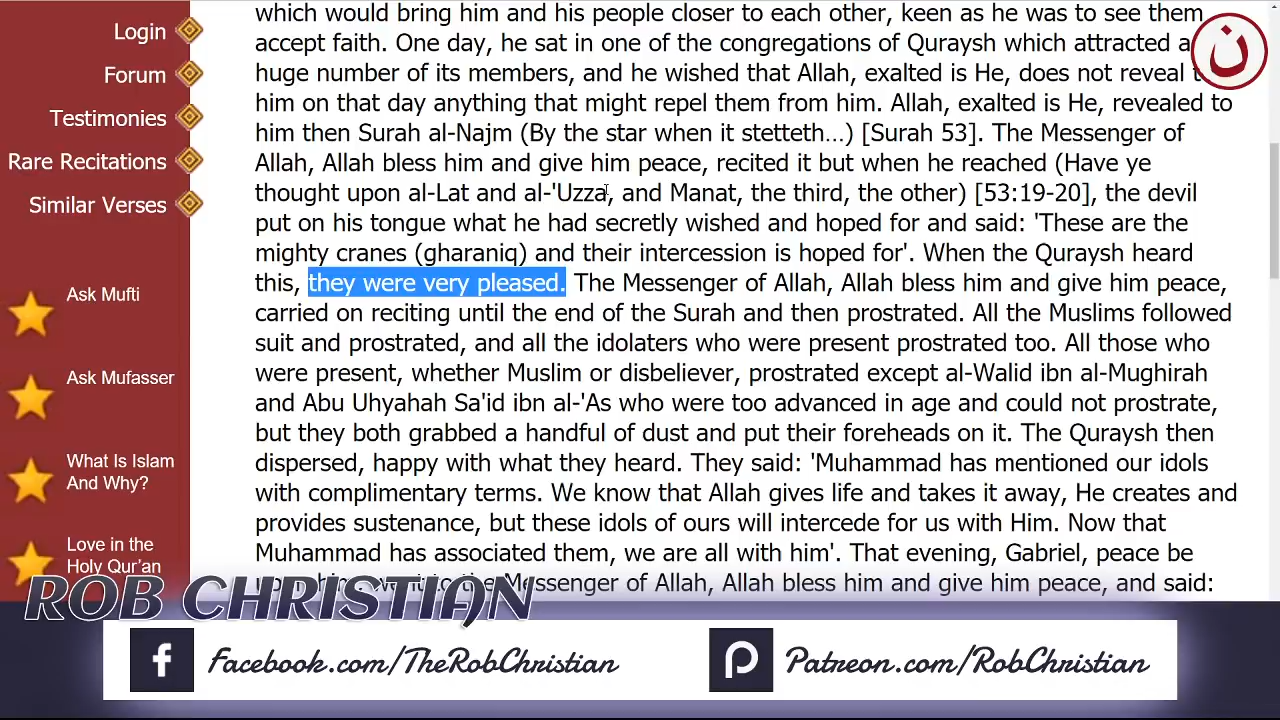 Login
Forum
Testimonies
Rare Recitations
Similar Verses
Ask Mufti
Ask Mufasser
What Is Islam
And Why?
Love in the
Holy Qur'an
which would bring him and his people closer to each other, keen as he was to see them
accept faith. One day, he sat in one of the congregations of Quraysh which attracted a
huge number of its members, and he wished that Allah, exalted is He, does not reveal
him on that day anything that might repel them from him. Allah, exalted is He, revealed to
him then Surah al-Najm (By the star when it stetteth...) [Surah 53]. The Messenger of
Allah, Allah bless him and give him peace, recited it but when he reached (Have ye
thought upon al-Lat and al-'Uzza, and Manat, the third, the other) [53:19-20], the devil
put on his tongue what he had secretly wished and hoped for and said: 'These are the
mighty cranes (gharaniq) and their intercession is hoped for'. When the Quraysh heard
this, they were very pleased. The Messenger of Allah, Allah bless him and give him peace,
carried on reciting until the end of the Surah and then prostrated. All the Muslims followed
suit and prostrated, and all the idolaters who were present prostrated too. All those who
were present, whether Muslim or disbeliever, prostrated except al-Walid ibn al-Mughirah
and Abu Uhyahah Sa'id ibn al-'As who were too advanced in age and could not prostrate,
but they both grabbed a handful of dust and put their foreheads on it. The Quraysh then
dispersed, happy with what they heard. They said: 'Muhammad has mentioned our idols
with complimentary terms. We know that Allah gives life and takes it away, He creates and
provides sustenance, but these idols of ours will intercede for us with Him. Now that
Muhammad has associated them, we are all with him'. That evening, Gabriel, peace be
the Messenger of Allah, Allah bless him and give him peace, and said:
ن
ROB CHRISTIAN
Facebook.com/TheRobChristian
Patreon.com/RobChristian